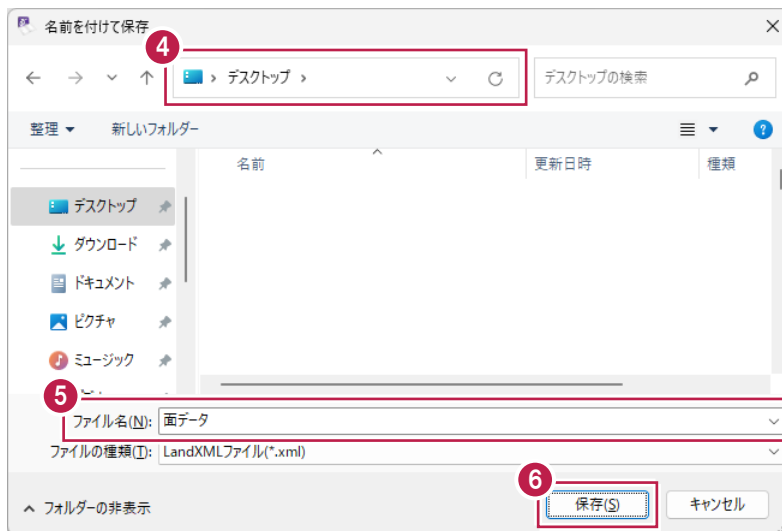 名前を付けて保存
4
デスクトップ
デスクトップの検索
整理
新しいフォルダー
名前
更新日時
種類
デスクトップ
ダウンロード
ドキュメント
ピクチャ
ミュージック
5
ファイル名(N): 面データ
ファイルの種類(T): LandXMLファイル(*.xml)
6
フォルダーの非表示
保存(S)
キャンセル